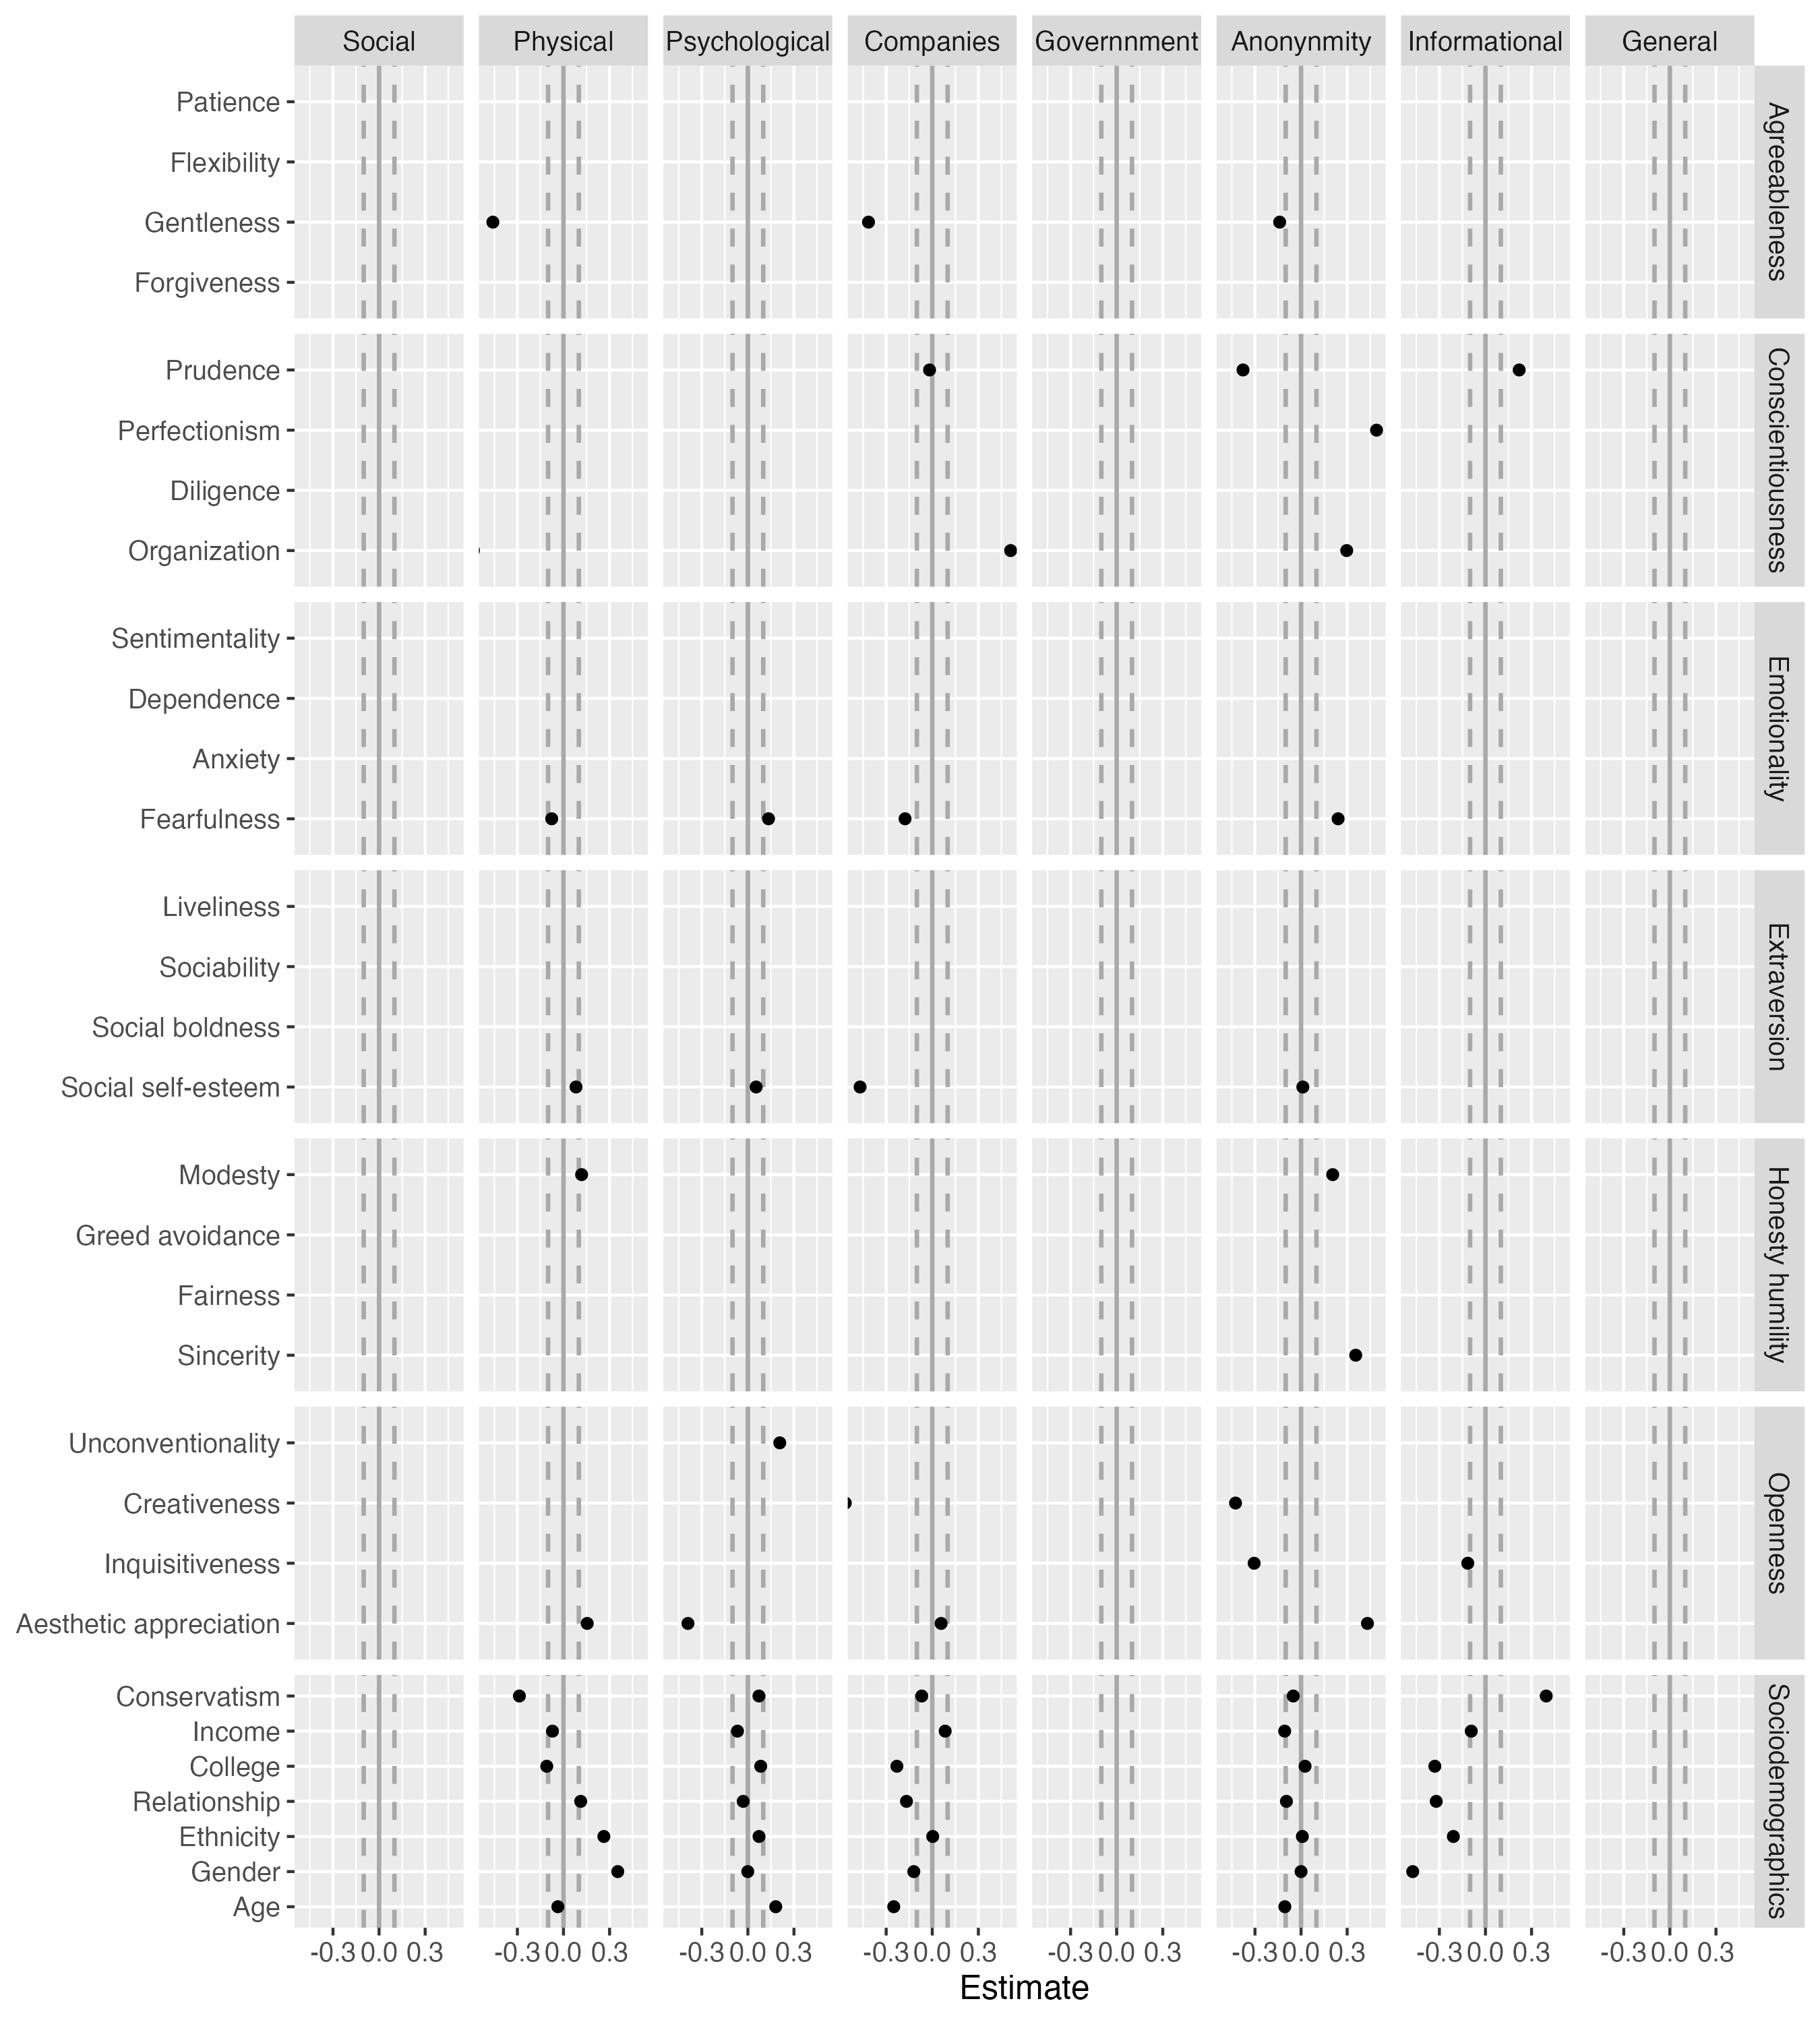 Social Physical Psychological Companies Governnment Anonynmity Informational General
Patience
Flexibility
Gentleness
Forgiveness
Agreeableness
Prudence
Perfectionism
Diligence
Organization
Conscientiousness
Sentimentality
Dependence
Anxiety
Fearfulness
Emotionality
Liveliness
Sociability
Social boldness
Social self-esteem
Extraversion
Modesty
Greed avoidance
Fairness
Sincerity
Honesty humility
Unconventionality
Creativeness
Inquisitiveness
Aesthetic appreciation
Openness
Conservatism
Income
College
Relationship
Ethnicity
Gender
Age
Sociodemographics
-0.3 0.0 0.3 -0.3 0.0 0.3 -0.3 0.0 0.3 -0.3 0.0 0.3 -0.3 0.0 0.3 -0.3 0.0 0.3 -0.3 0.0 0.3 -0.3 0.0 0.3
Estimate